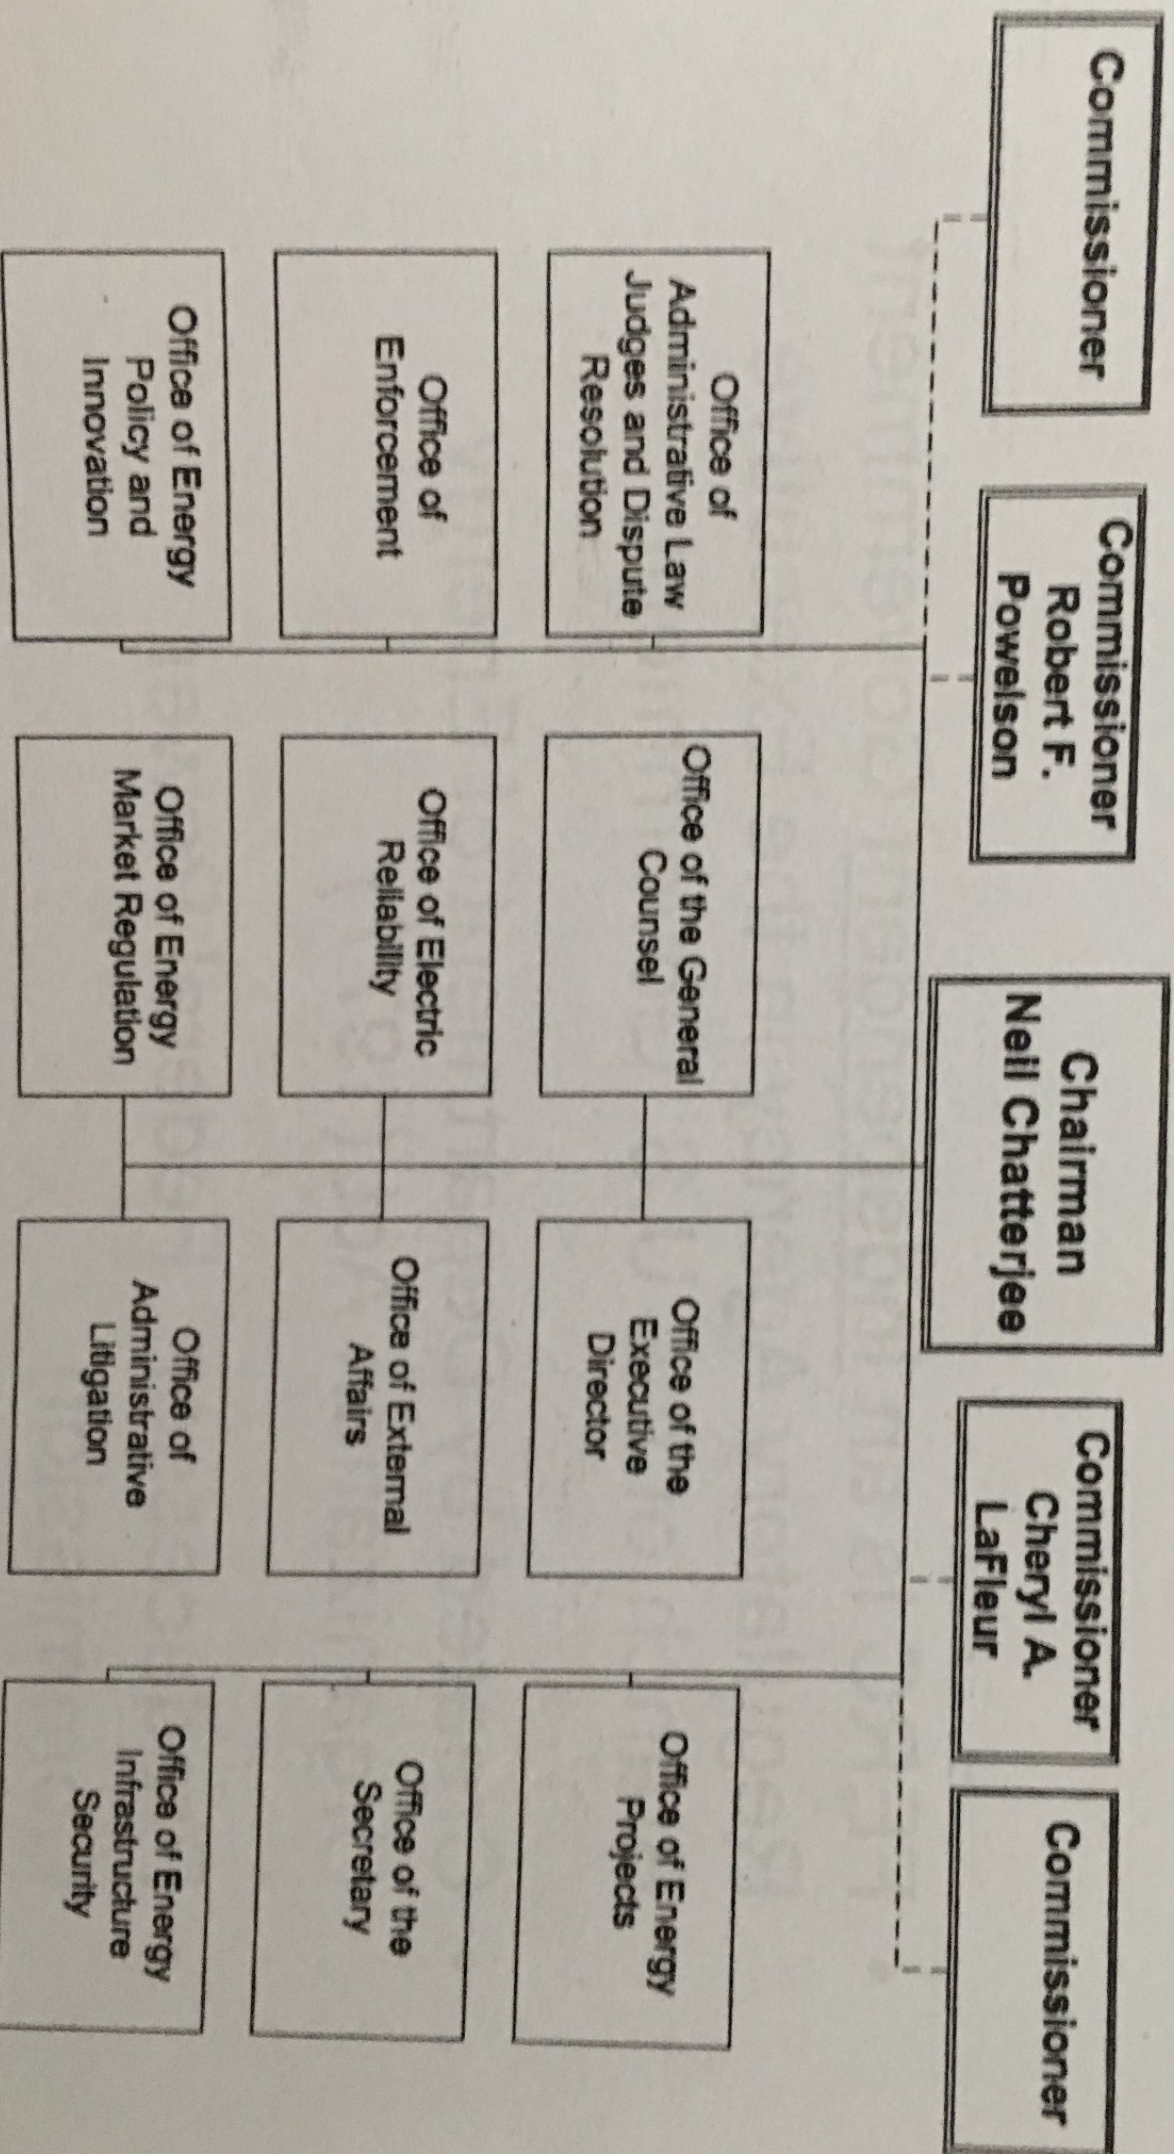 Commissioner
Commissioner
Robert F.
Powelson
Chairman
Neil Chatterjee
Commissioner
Cheryl A.
LaFleur
Commissioner
Office of
Administrative Law
Judges and Dispute
Resolution
Office of the General
Counsel
Office of the
Executive
Director
Office of Energy
Projects
Office of
Enforcement
Office of Electric
Reliability
Office of External
Affairs
Office of the
Secretary
Office of Energy
Policy and
Innovation
Office of Energy
Market Regulation
Office of
Administrative
Litigation
Office of Energy
Infrastructure
Security